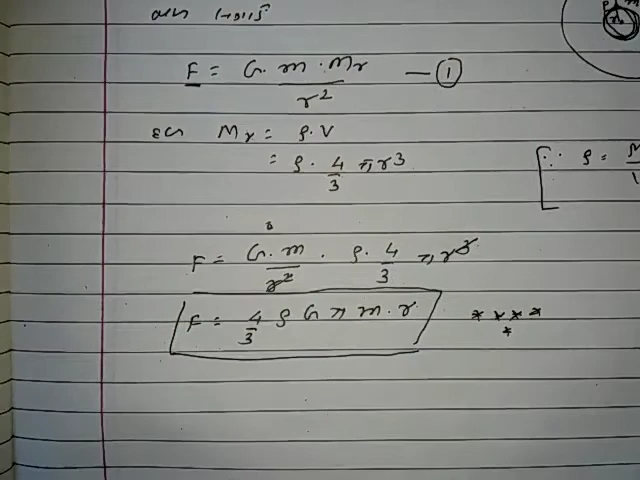 F = G·m·Mr / r² — ①
Mr = ρ·V
= ρ· 4/3 πr³
[∵ ρ = M
F = G·m / r² · ρ· 4/3 πr³
F = 4/3 ρ G π m·r